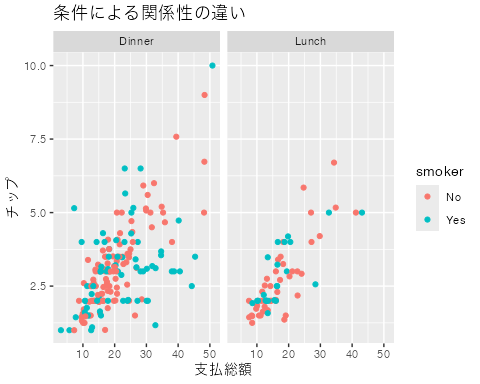 条件による関係性の違い
Dinner
Lunch
10.0
7.5
5.0
2.5
チップ
10 20 30 40 50
10 20 30 40 50
支払総額
smoker
No
Yes